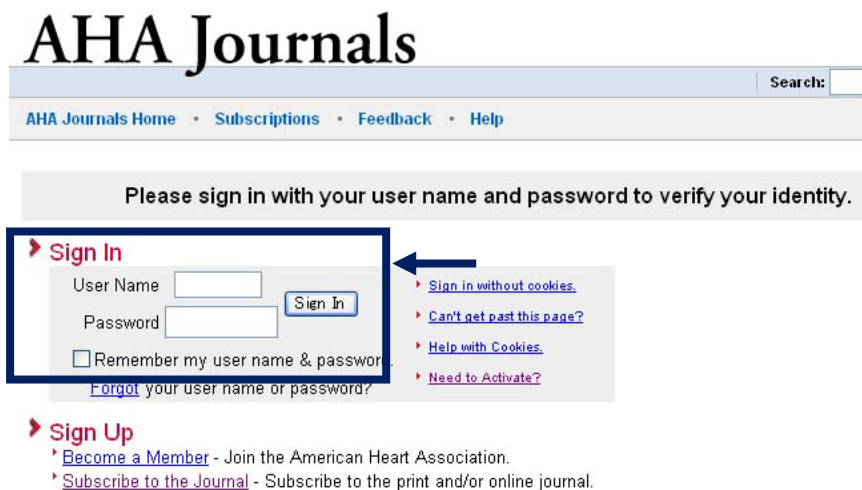 AHA Journals
Search:
AHA Journals Home • Subscriptions • Feedback • Help
Please sign in with your user name and password to verify your identity.
Sign In
User Name
Sign In
Password
Remember my user name & password.
Forgot your user name or password?
Sign in without cookies.
Can't get past this page?
Help with Cookies.
Need to Activate?
Sign Up
Become a Member - Join the American Heart Association.
Subscribe to the Journal - Subscribe to the print and/or online journal.